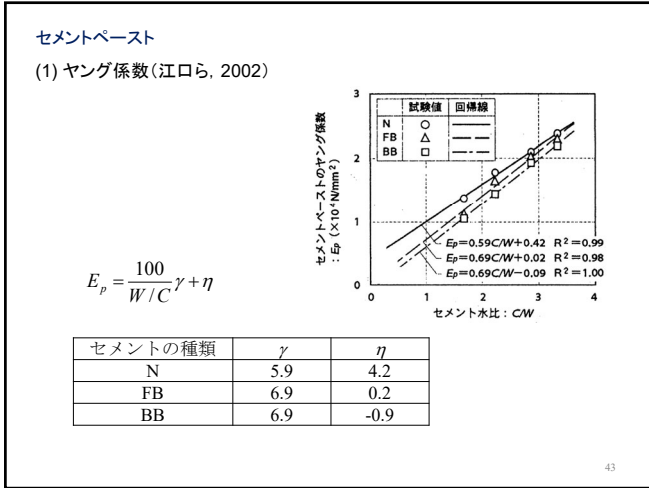 セメントペースト
(1) ヤング係数(江口ら, 2002)
3
2
1
0
0 1 2 3 4
試験値 回帰線
N
FB
BB
セメントペーストのヤング係数
:Ep (×10⁴N/mm²)
Ep=0.59C/W+0.42 R²=0.99
Ep=0.69C/W+0.02 R²=0.98
Ep=0.69C/W−0.09 R²=1.00
セメント水比:C/W
E_p = 100/(W/C) γ + η
セメントの種類 γ η
N 5.9 4.2
FB 6.9 0.2
BB 6.9 -0.9
43